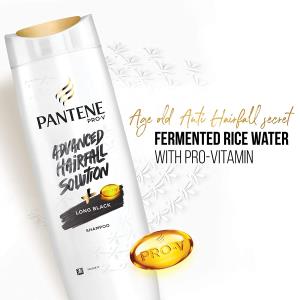 PANTENE
PRO-V
ADVANCED
HAIRFALL
SOLUTION
+
LONG BLACK
SHAMPOO
Age old Anti Hairfall secret
FERMENTED RICE WATER
WITH PRO-VITAMIN
PRO-V